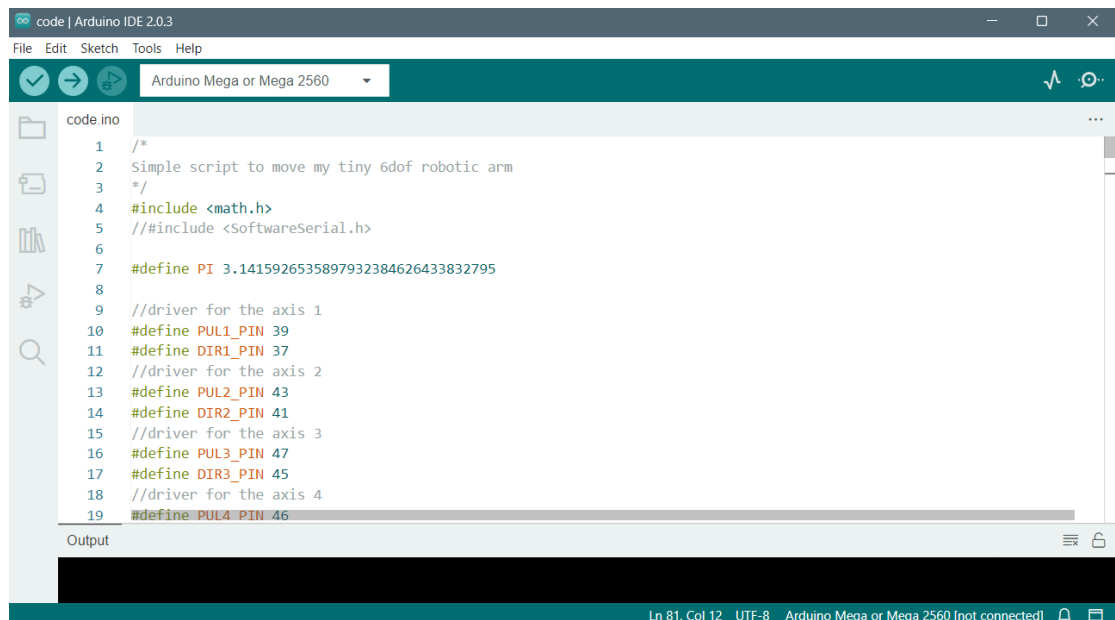 code | Arduino IDE 2.0.3
File Edit Sketch Tools Help
Arduino Mega or Mega 2560
code.ino
1 /*
2 Simple script to move my tiny 6dof robotic arm
3 */
4 #include <math.h>
5 //#include <SoftwareSerial.h>
6
7 #define PI 3.1415926535897932384626433832795
8
9 //driver for the axis 1
10 #define PUL1_PIN 39
11 #define DIR1_PIN 37
12 //driver for the axis 2
13 #define PUL2_PIN 43
14 #define DIR2_PIN 41
15 //driver for the axis 3
16 #define PUL3_PIN 47
17 #define DIR3_PIN 45
18 //driver for the axis 4
19 #define PUL4_PIN 46
Output
Ln 81, Col 12 UTF-8 Arduino Mega or Mega 2560 [not connected]